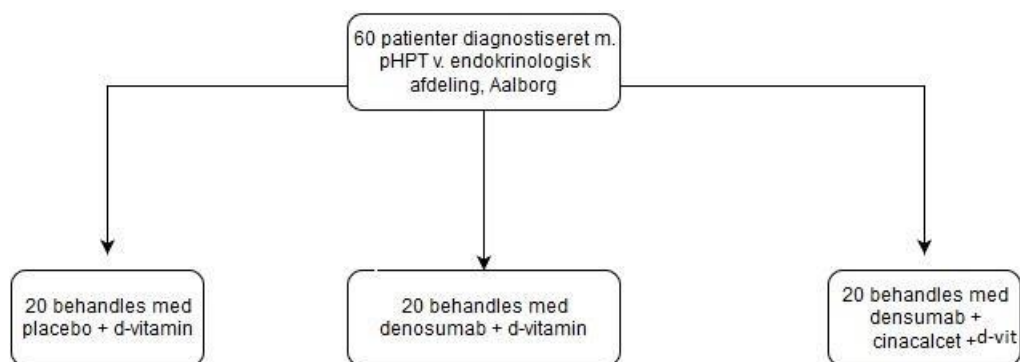 60 patienter diagnostiseret m.
pHPT v. endokrinologisk
afdeling, Aalborg
20 behandles med
placebo + d-vitamin
20 behandles med
denosumab + d-vitamin
20 behandles med
densumab +
cinacalcet +d-vit